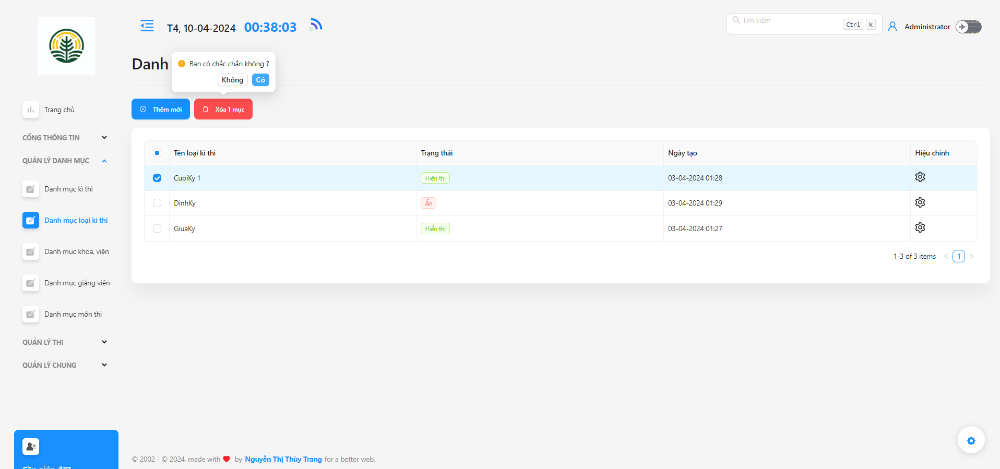 T4, 10-04-2024 00:38:03
Tìm kiếm Ctrl k
Administrator
Danh
Bạn có chắc chắn không ?
Không Có
Thêm mới Xóa 1 mục
Trang chủ
CỔNG THÔNG TIN
QUẢN LÝ DANH MỤC
Danh mục kì thi
Danh mục loại kì thi
Danh mục khoa, viện
Danh mục giảng viên
Danh mục môn thi
QUẢN LÝ THI
QUẢN LÝ CHUNG
Cần giúp đỡ?
Tên loại kì thi Trạng thái Ngày tạo Hiệu chỉnh
CuoiKy 1 Hiển thị 03-04-2024 01:28
DinhKy Ẩn 03-04-2024 01:29
GiuaKy Hiển thị 03-04-2024 01:27
1-3 of 3 items < 1 >
© 2002 - © 2024, made with by Nguyễn Thị Thùy Trang for a better web.